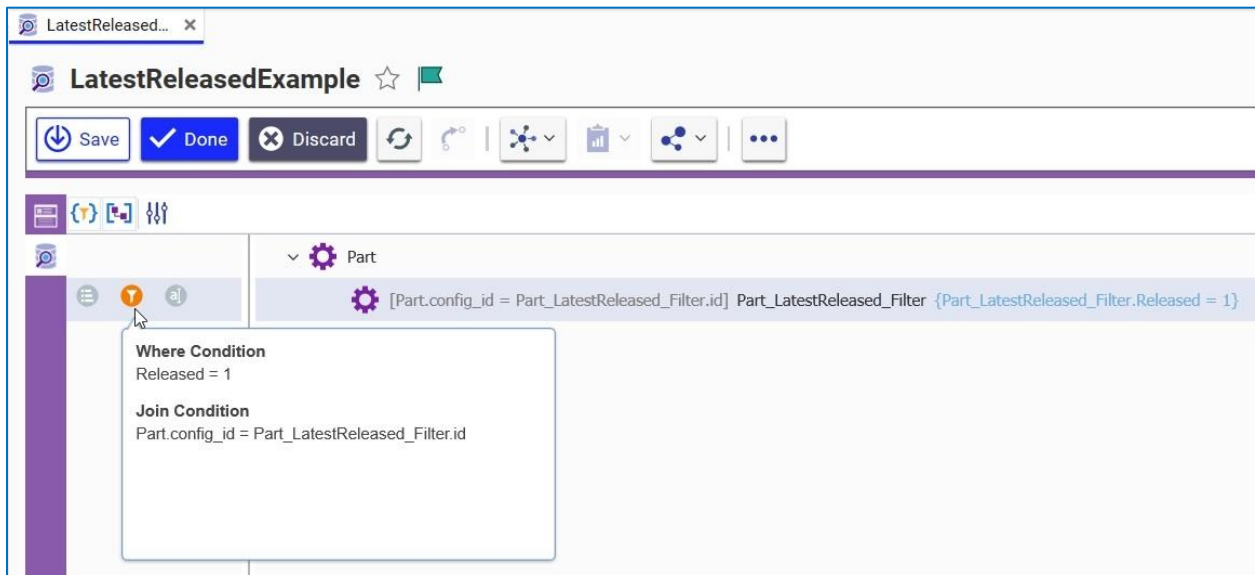 LatestReleased...
LatestReleasedExample
Save Done Discard
Part
[Part.config_id = Part_LatestReleased_Filter.id] Part_LatestReleased_Filter {Part_LatestReleased_Filter.Released = 1}
Where Condition
Released = 1
Join Condition
Part.config_id = Part_LatestReleased_Filter.id